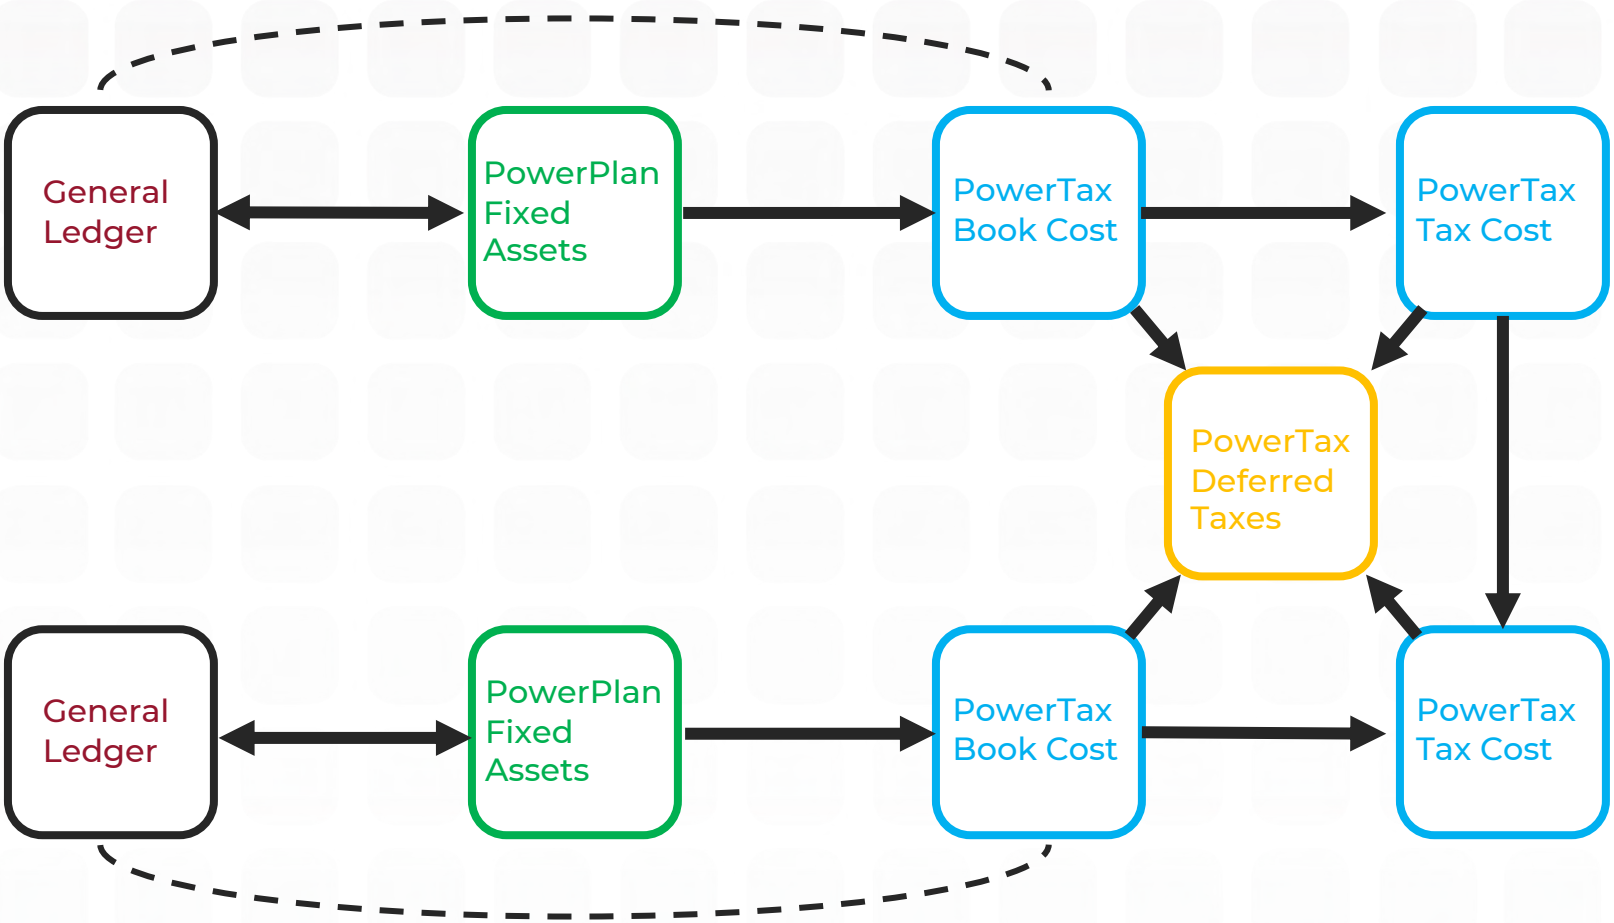 General
Ledger
PowerPlan
Fixed
Assets
PowerTax
Book Cost
PowerTax
Tax Cost
PowerTax
Deferred
Taxes
General
Ledger
PowerPlan
Fixed
Assets
PowerTax
Book Cost
PowerTax
Tax Cost